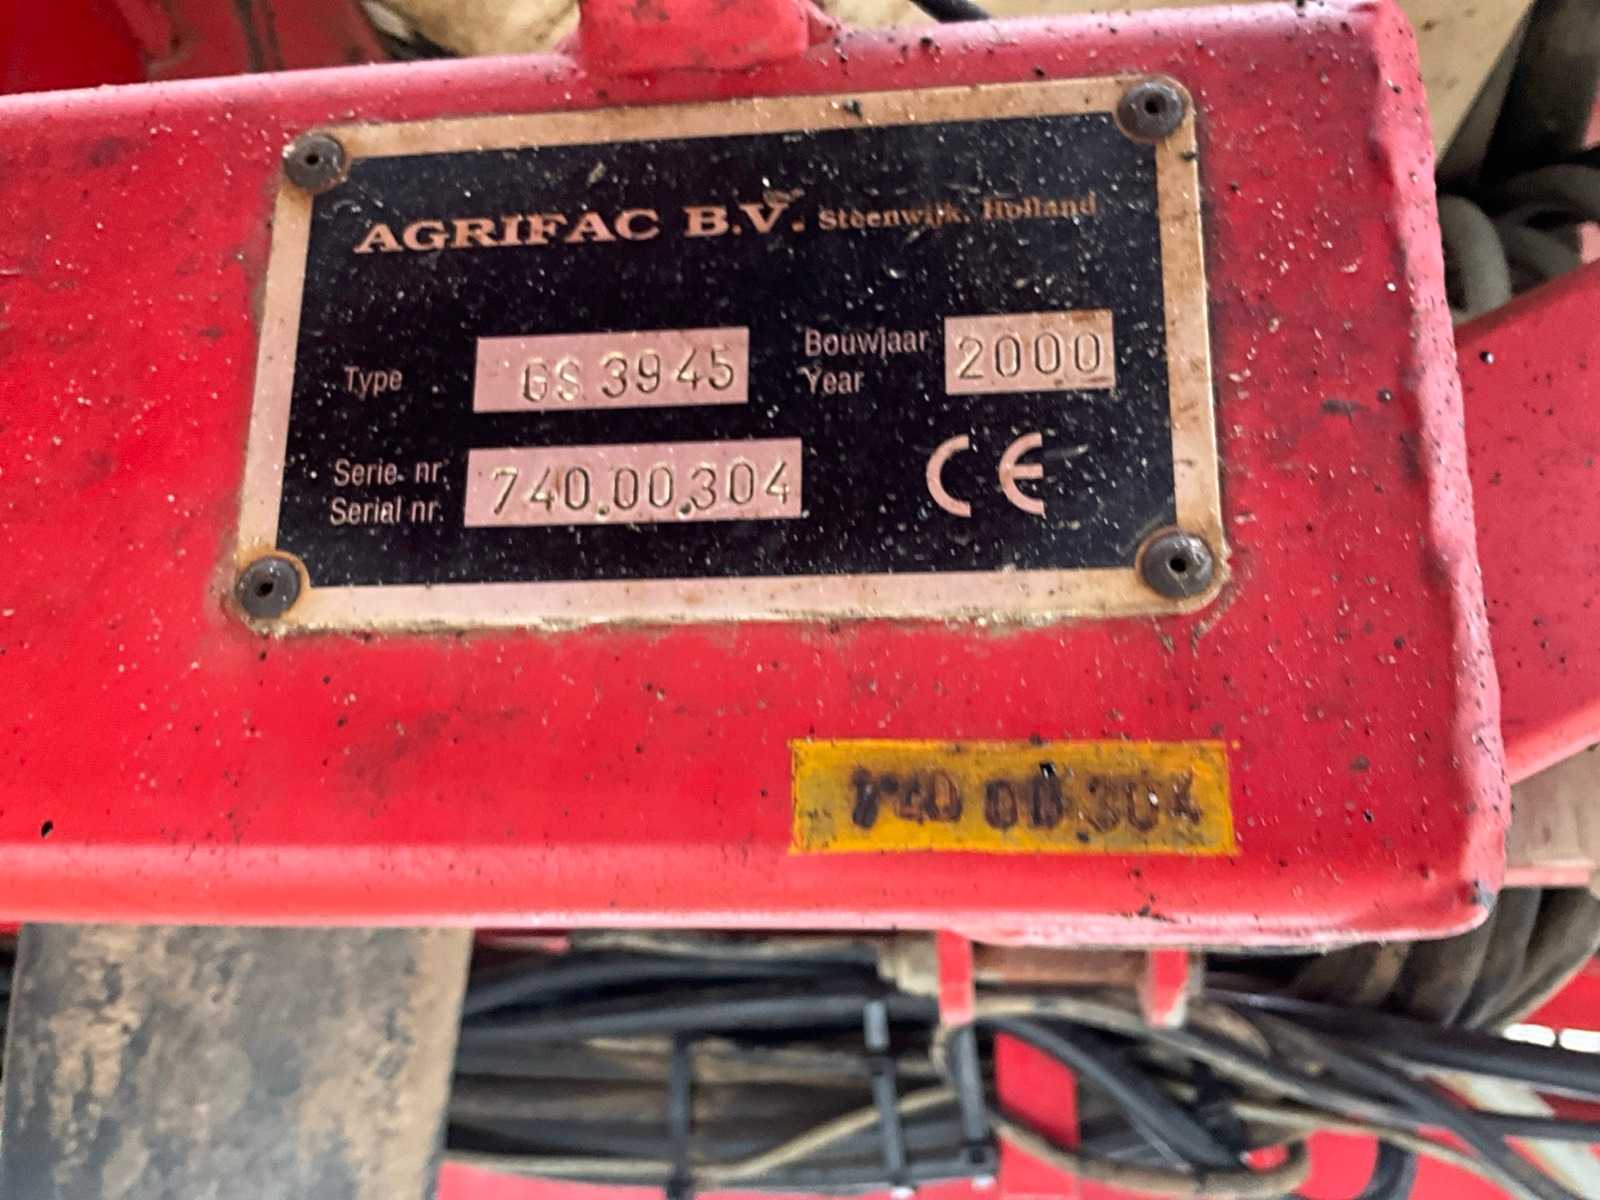 AGRIFAC B.V. Steenwijk. Holland
Type GS 3945
Bouwjaar
Year 2000
Serie. nr.
Serial nr. 740.00.304
CE
740 00.304